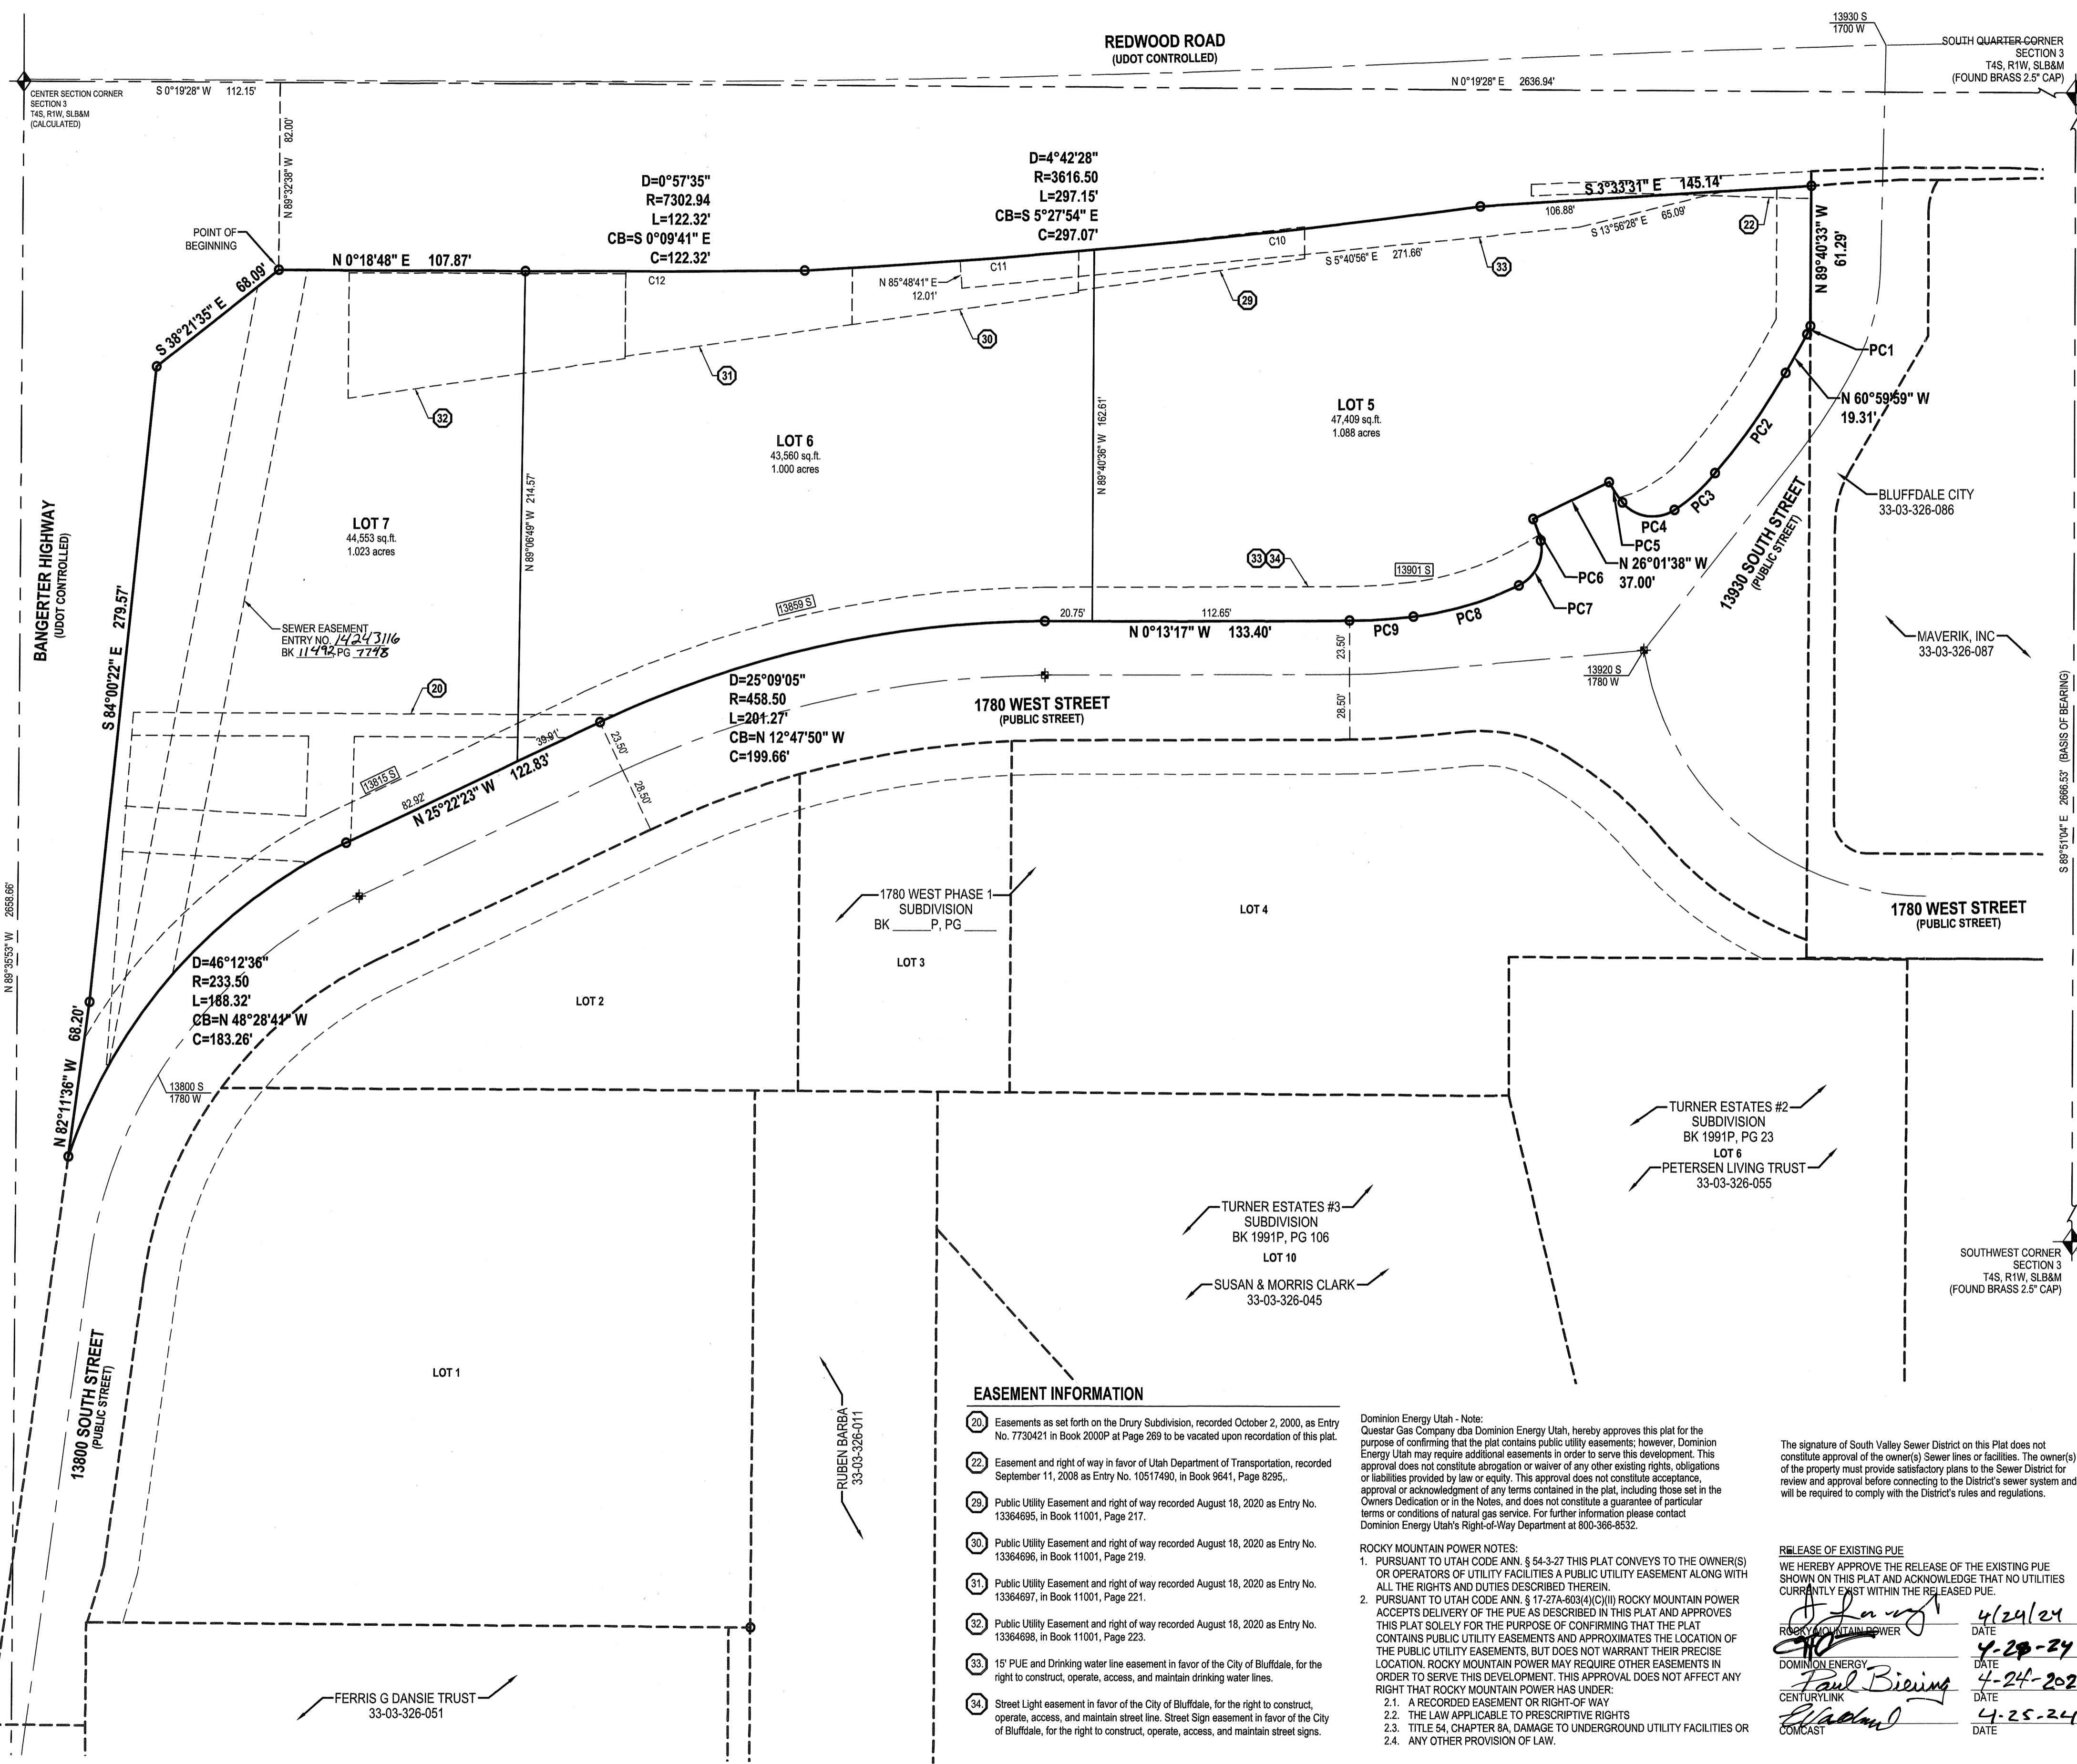 REDWOOD ROAD
(UDOT CONTROLLED)
13930 S
1700 W
SOUTH QUARTER CORNER
SECTION 3
T4S, R1W, SLB&M
(FOUND BRASS 2.5" CAP)
N 0°19'28" E 2636.94'
S 0°19'28" W 112.15'
CENTER SECTION CORNER
SECTION 3
T4S, R1W, SLB&M
(CALCULATED)
N 89°32'38" W 82.00'
POINT OF
BEGINNING
D=0°57'35"
R=7302.94
L=122.32'
CB=S 0°09'41" E
C=122.32'
D=4°42'28"
R=3616.50
L=297.15'
CB=S 5°27'54" E
C=297.07'
S 3°33'31" E 145.14'
106.88'
65.09'
S 13°56'28" E
22
N 89°40'33" W
61.29'
S 38°21'35" E 68.09'
N 0°18'48" E 107.87'
C12
C11
C10
N 85°48'41" E
12.01'
S 5°40'56" E 271.66'
33
29
30
31
32
PC1
N 60°59'59" W
19.31'
PC2
PC3
PC4
PC5
N 26°01'38" W
37.00'
PC6
PC7
PC8
PC9
LOT 5
47,409 sq.ft.
1.088 acres
LOT 6
43,560 sq.ft.
1.000 acres
LOT 7
44,553 sq.ft.
1.023 acres
N 89°40'36" W 162.61'
N 89°06'49" W 214.57'
BANGERTER HIGHWAY
(UDOT CONTROLLED)
S 84°00'22" E 279.57'
SEWER EASEMENT
ENTRY NO. 14243116
BK 11492, PG 7748
20
33 34
13901 S
13859 S
13815 S
20.75'
112.65'
N 0°13'17" W 133.40'
23.50'
28.50'
13930 SOUTH STREET
(PUBLIC STREET)
BLUFFDALE CITY
33-03-326-086
MAVERIK, INC
33-03-326-087
13920 S
1780 W
S 89°51'04" E 2666.53' (BASIS OF BEARING)
D=25°09'05"
R=458.50
L=201.27'
CB=N 12°47'50" W
C=199.66'
1780 WEST STREET
(PUBLIC STREET)
39.91'
82.92'
N 25°22'23" W 122.83'
23.50'
28.50'
1780 WEST PHASE 1
SUBDIVISION
BK ______P, PG _____
LOT 4
LOT 3
LOT 2
1780 WEST STREET
(PUBLIC STREET)
N 89°35'53" W 2658.66'
D=46°12'36"
R=233.50
L=188.32'
CB=N 48°28'41" W
C=183.26'
N 82°11'36" W 68.20'
13800 S
1780 W
TURNER ESTATES #2
SUBDIVISION
BK 1991P, PG 23
LOT 6
PETERSEN LIVING TRUST
33-03-326-055
TURNER ESTATES #3
SUBDIVISION
BK 1991P, PG 106
LOT 10
SUSAN & MORRIS CLARK
33-03-326-045
SOUTHWEST CORNER
SECTION 3
T4S, R1W, SLB&M
(FOUND BRASS 2.5" CAP)
13800 SOUTH STREET
(PUBLIC STREET)
LOT 1
RUBEN BARBA
33-03-326-011
FERRIS G DANSIE TRUST
33-03-326-051
EASEMENT INFORMATION
20. Easements as set forth on the Drury Subdivision, recorded October 2, 2000, as Entry
No. 7730421 in Book 2000P at Page 269 to be vacated upon recordation of this plat.
22. Easement and right of way in favor of Utah Department of Transportation, recorded
September 11, 2008 as Entry No. 10517490, in Book 9641, Page 8295,.
29. Public Utility Easement and right of way recorded August 18, 2020 as Entry No.
13364695, in Book 11001, Page 217.
30. Public Utility Easement and right of way recorded August 18, 2020 as Entry No.
13364696, in Book 11001, Page 219.
31. Public Utility Easement and right of way recorded August 18, 2020 as Entry No.
13364697, in Book 11001, Page 221.
32. Public Utility Easement and right of way recorded August 18, 2020 as Entry No.
13364698, in Book 11001, Page 223.
33. 15' PUE and Drinking water line easement in favor of the City of Bluffdale, for the
right to construct, operate, access, and maintain drinking water lines.
34. Street Light easement in favor of the City of Bluffdale, for the right to construct,
operate, access, and maintain street line. Street Sign easement in favor of the City
of Bluffdale, for the right to construct, operate, access, and maintain street signs.
Dominion Energy Utah - Note:
Questar Gas Company dba Dominion Energy Utah, hereby approves this plat for the
purpose of confirming that the plat contains public utility easements; however, Dominion
Energy Utah may require additional easements in order to serve this development. This
approval does not constitute abrogation or waiver of any other existing rights, obligations
or liabilities provided by law or equity. This approval does not constitute acceptance,
approval or acknowledgment of any terms contained in the plat, including those set in the
Owners Dedication or in the Notes, and does not constitute a guarantee of particular
terms or conditions of natural gas service. For further information please contact
Dominion Energy Utah's Right-of-Way Department at 800-366-8532.
ROCKY MOUNTAIN POWER NOTES:
1. PURSUANT TO UTAH CODE ANN. § 54-3-27 THIS PLAT CONVEYS TO THE OWNER(S)
OR OPERATORS OF UTILITY FACILITIES A PUBLIC UTILITY EASEMENT ALONG WITH
ALL THE RIGHTS AND DUTIES DESCRIBED THEREIN.
2. PURSUANT TO UTAH CODE ANN. § 17-27A-603(4)(C)(II) ROCKY MOUNTAIN POWER
ACCEPTS DELIVERY OF THE PUE AS DESCRIBED IN THIS PLAT AND APPROVES
THIS PLAT SOLELY FOR THE PURPOSE OF CONFIRMING THAT THE PLAT
CONTAINS PUBLIC UTILITY EASEMENTS AND APPROXIMATES THE LOCATION OF
THE PUBLIC UTILITY EASEMENTS, BUT DOES NOT WARRANT THEIR PRECISE
LOCATION. ROCKY MOUNTAIN POWER MAY REQUIRE OTHER EASEMENTS IN
ORDER TO SERVE THIS DEVELOPMENT. THIS APPROVAL DOES NOT AFFECT ANY
RIGHT THAT ROCKY MOUNTAIN POWER HAS UNDER:
2.1. A RECORDED EASEMENT OR RIGHT-OF WAY
2.2. THE LAW APPLICABLE TO PRESCRIPTIVE RIGHTS
2.3. TITLE 54, CHAPTER 8A, DAMAGE TO UNDERGROUND UTILITY FACILITIES OR
2.4. ANY OTHER PROVISION OF LAW.
The signature of South Valley Sewer District on this Plat does not
constitute approval of the owner(s) Sewer lines or facilities. The owner(s)
of the property must provide satisfactory plans to the Sewer District for
review and approval before connecting to the District's sewer system and
will be required to comply with the District's rules and regulations.
RELEASE OF EXISTING PUE
WE HEREBY APPROVE THE RELEASE OF THE EXISTING PUE
SHOWN ON THIS PLAT AND ACKNOWLEDGE THAT NO UTILITIES
CURRENTLY EXIST WITHIN THE RELEASED PUE.
4/24/24
ROCKY MOUNTAIN POWER DATE
DOMINION ENERGY DATE
Paul Biering 4-24-202
CENTURYLINK DATE
4-25-24
COMCAST DATE